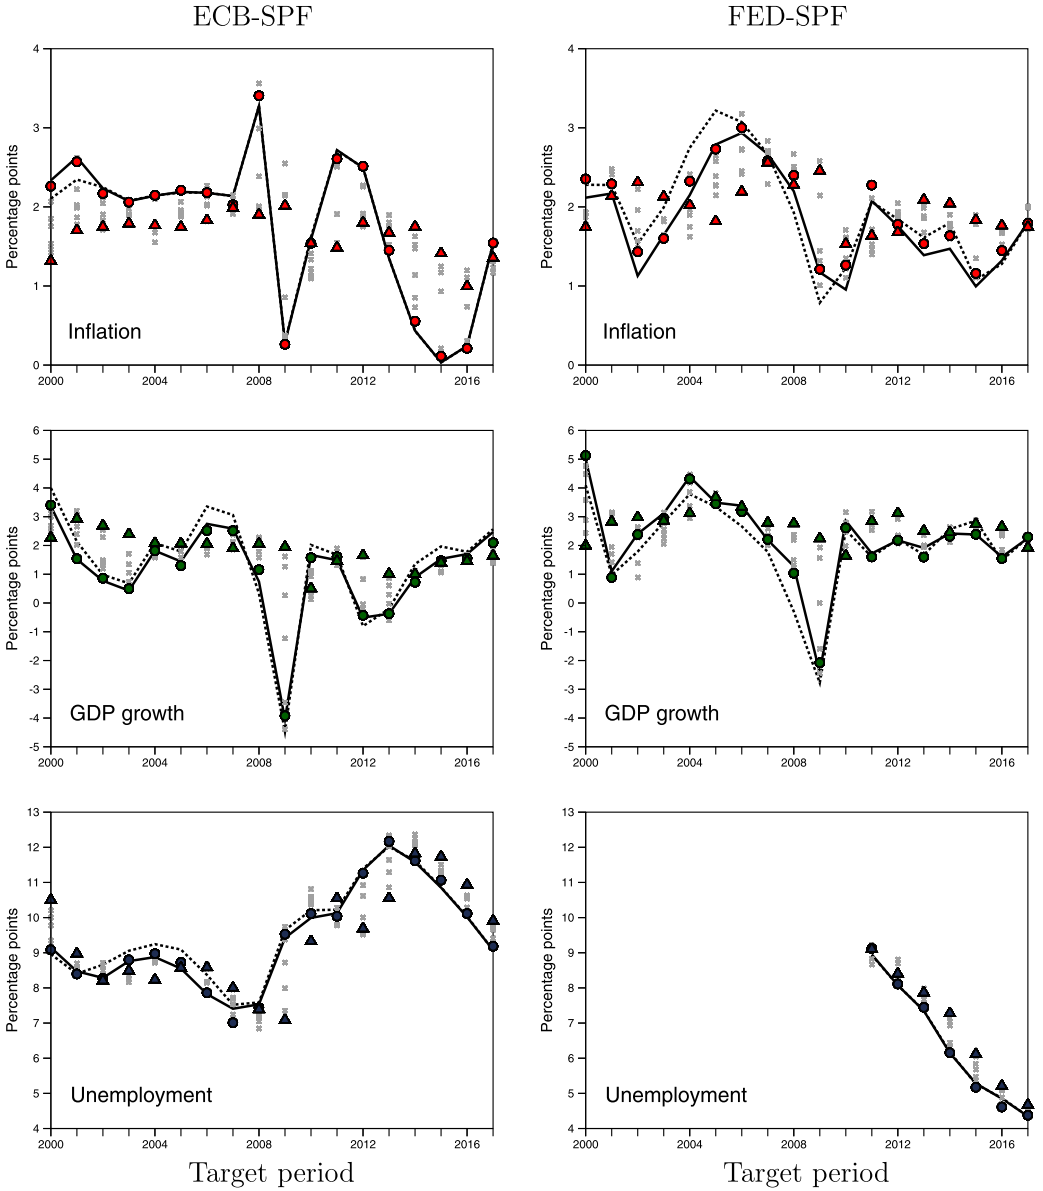 ECB-SPF
FED-SPF
Percentage points
4
3
2
1
0
Inflation
2000 2004 2008 2012 2016
Percentage points
4
3
2
1
0
Inflation
2000 2004 2008 2012 2016
Percentage points
6
5
4
3
2
1
0
-1
-2
-3
-4
-5
GDP growth
2000 2004 2008 2012 2016
Percentage points
6
5
4
3
2
1
0
-1
-2
-3
-4
-5
GDP growth
2000 2004 2008 2012 2016
Percentage points
13
12
11
10
9
8
7
6
5
4
Unemployment
2000 2004 2008 2012 2016
Target period
Percentage points
13
12
11
10
9
8
7
6
5
4
Unemployment
2000 2004 2008 2012 2016
Target period